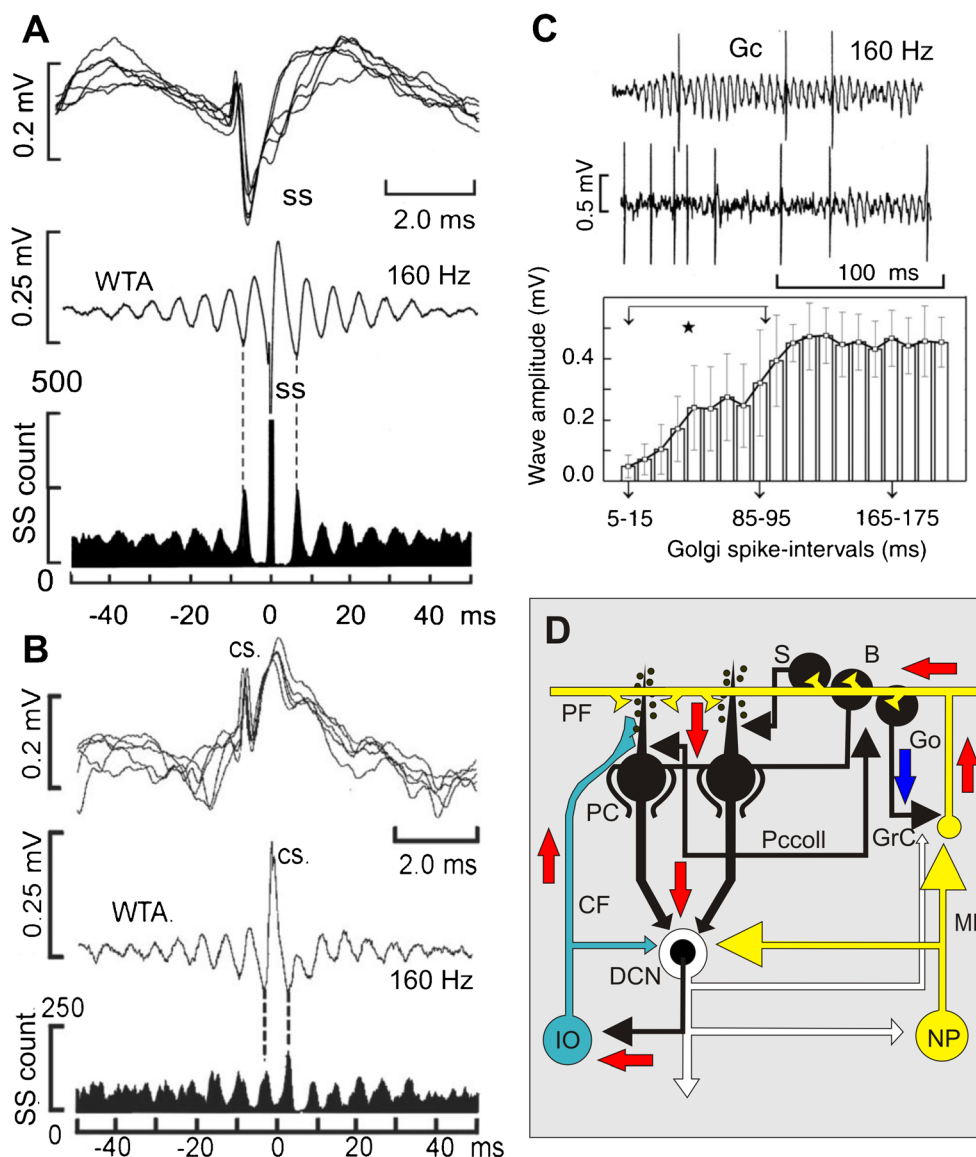 A
0.2 mV
ss
2.0 ms
0.25 mV
WTA
160 Hz
ss
500
SS count
0
-40 -20 0 20 40 ms
B
cs.
0.2 mV
2.0 ms
cs.
0.25 mV
WTA.
160 Hz
250
SS count.
0
-40 -20 0 20 40 ms
C
Gc 160 Hz
0.5 mV
100 ms
Wave amplitude (mV)
0.4
0.2
0.0
5-15 85-95 165-175
Golgi spike-intervals (ms)
D
S B
PF
Go
PC
Pccoll GrC
CF
DCN
IO NP